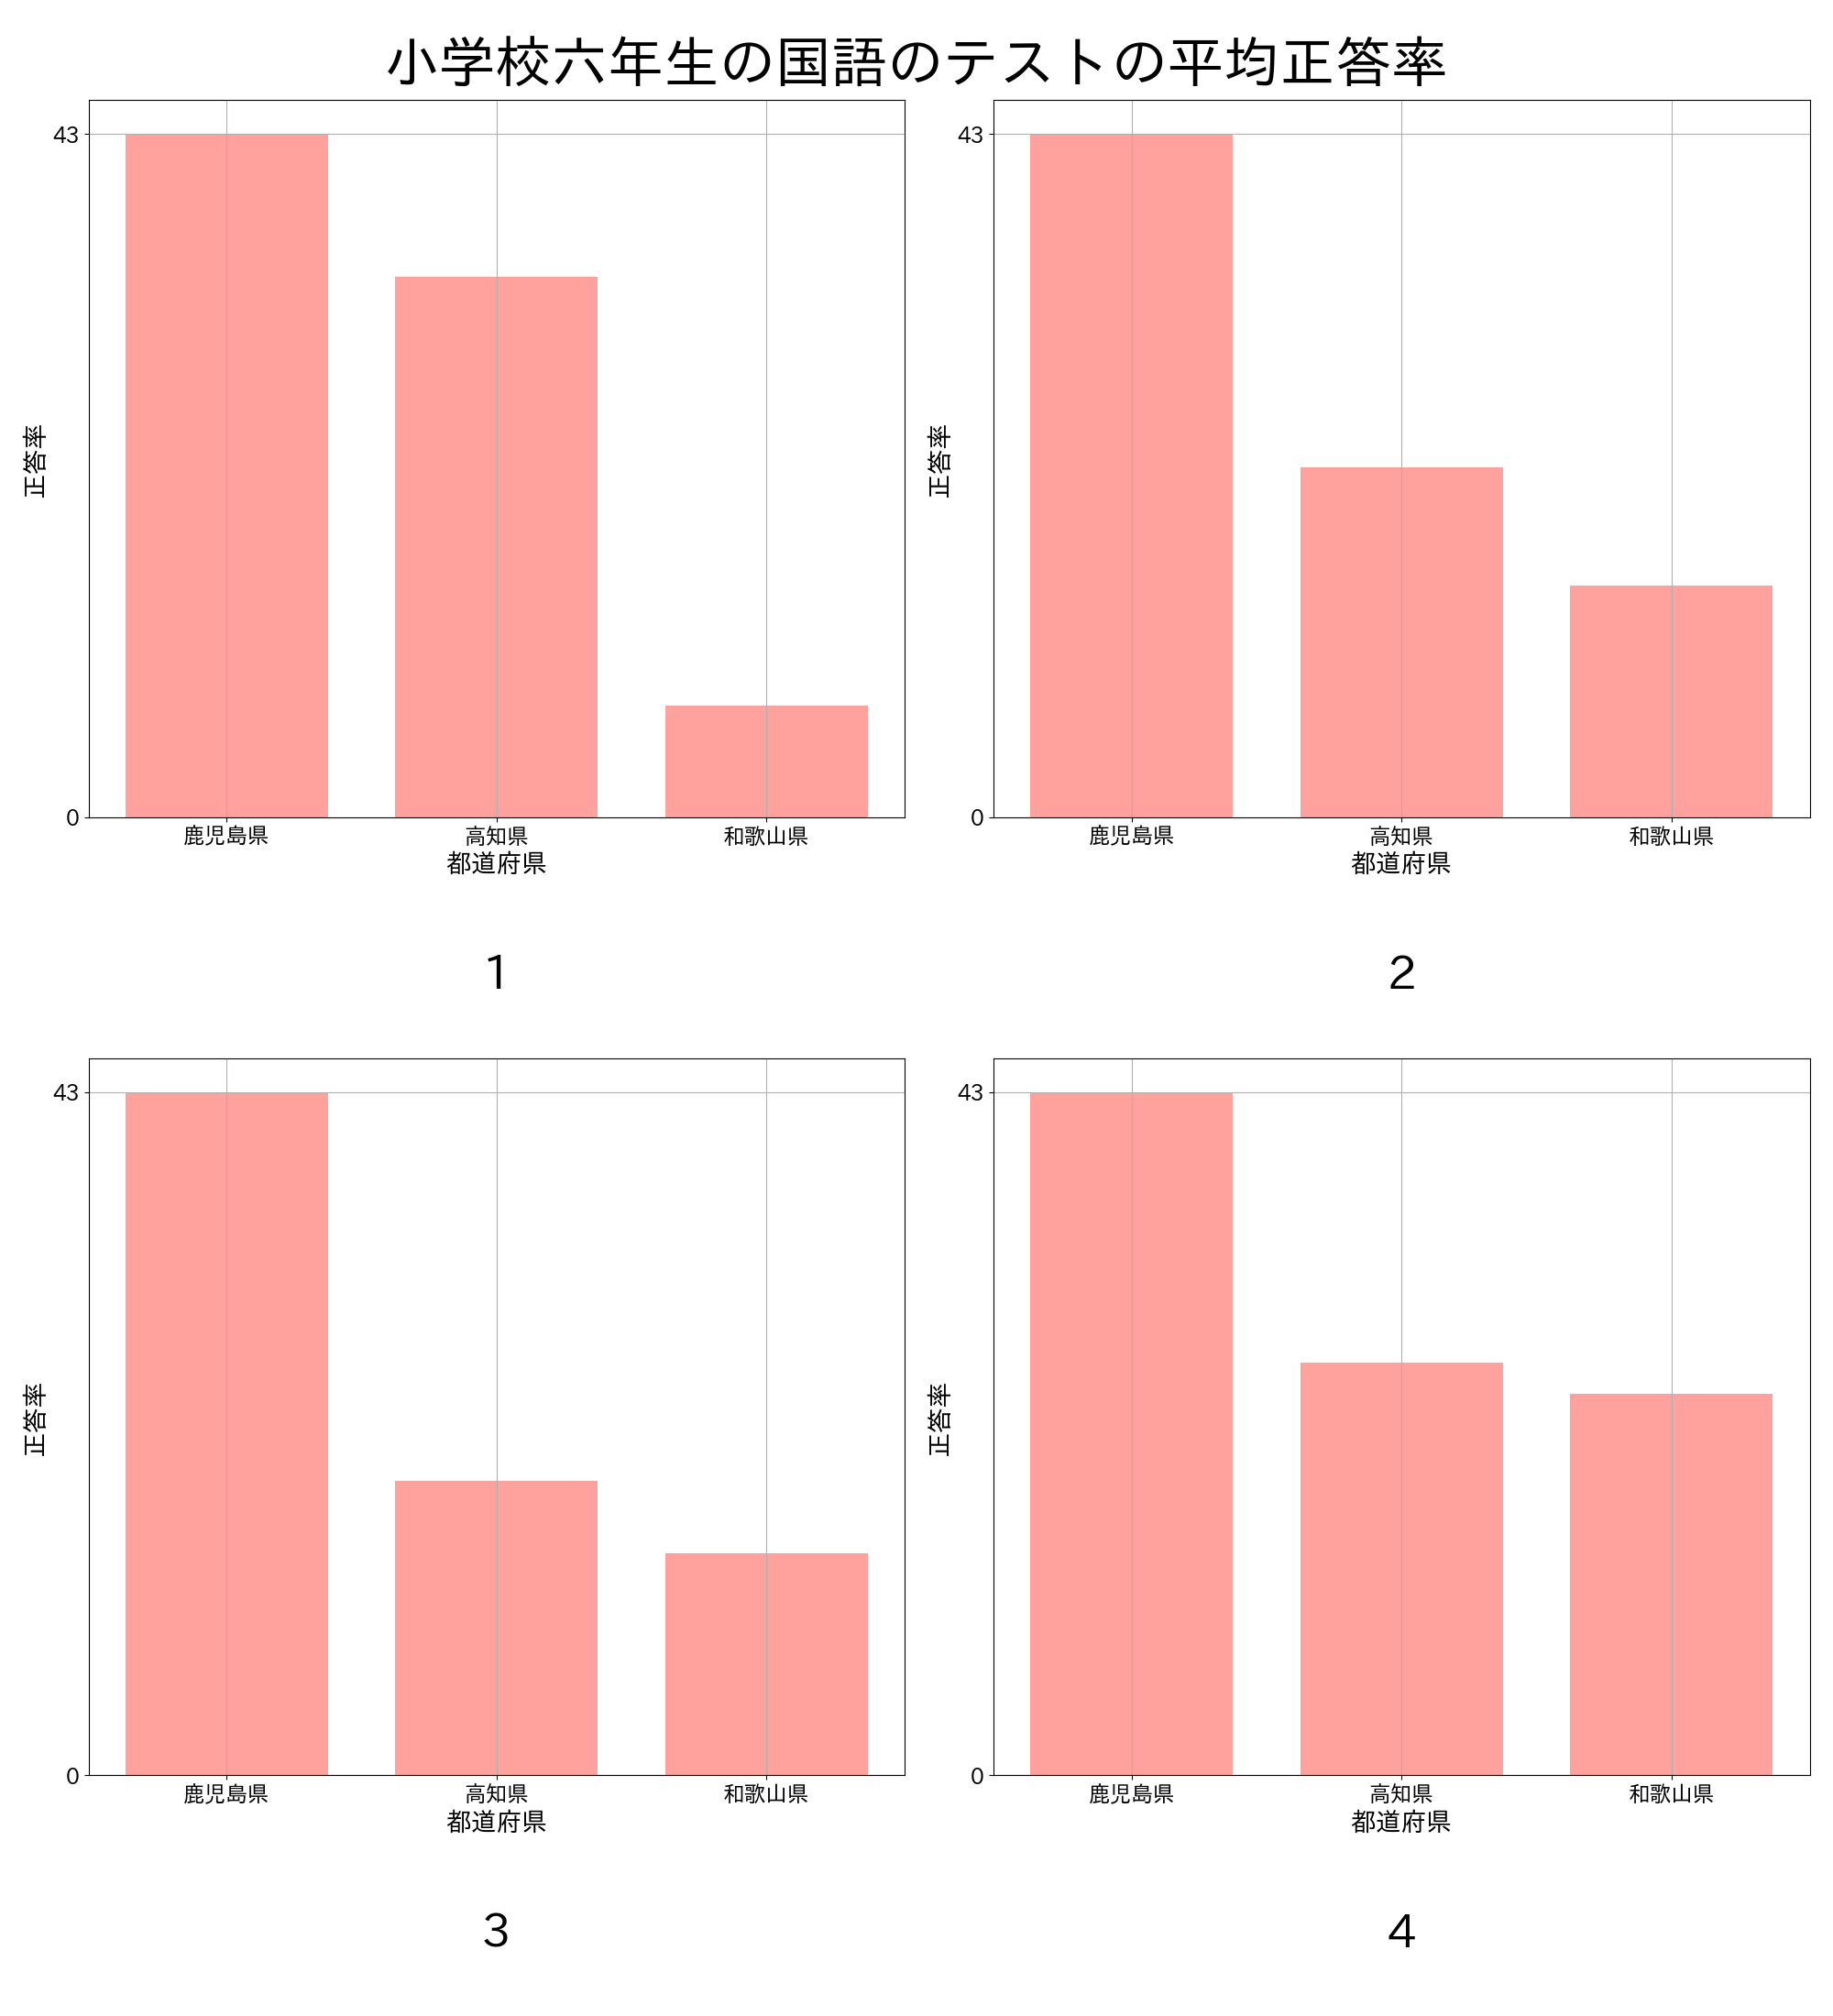 小学校六年生の国語のテストの平均正答率
43
0
正答率
鹿児島県 高知県 和歌山県
都道府県
1
43
0
正答率
鹿児島県 高知県 和歌山県
都道府県
2
43
0
正答率
鹿児島県 高知県 和歌山県
都道府県
3
43
0
正答率
鹿児島県 高知県 和歌山県
都道府県
4